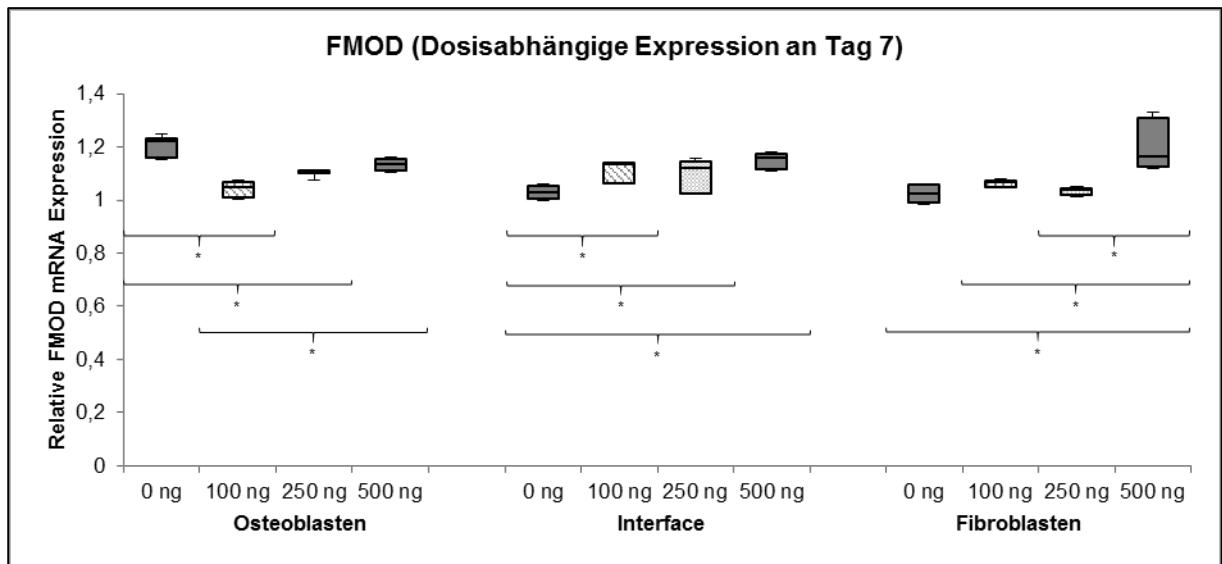 FMOD (Dosisabhängige Expression an Tag 7)
Relative FMOD mRNA Expression
1,4
1,2
1
0,8
0,6
0,4
0,2
0
* * *
* * *
* * *
0 ng 100 ng 250 ng 500 ng 0 ng 100 ng 250 ng 500 ng 0 ng 100 ng 250 ng 500 ng
Osteoblasten Interface Fibroblasten